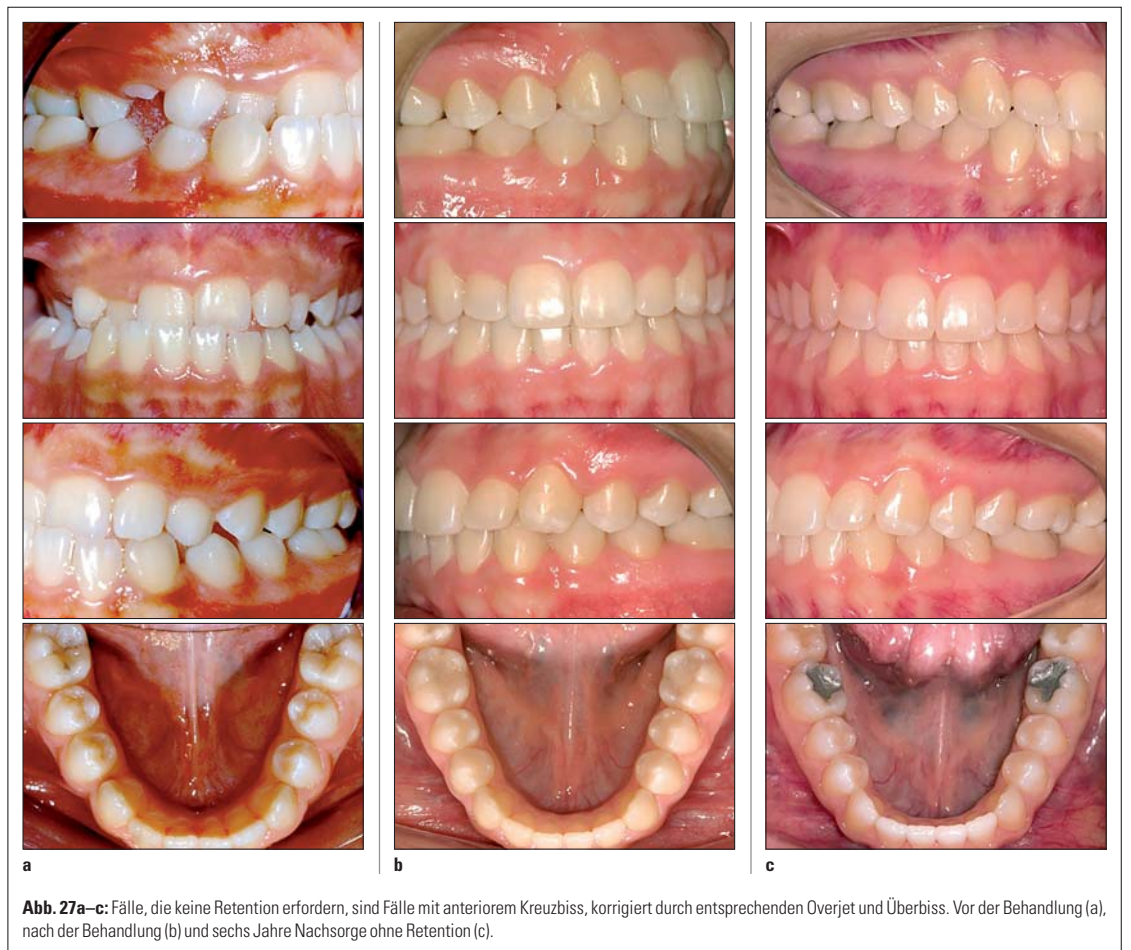 a
b
c
Abb. 27a–c: Fälle, die keine Retention erfordern, sind Fälle mit anteriorem Kreuzbiss, korrigiert durch entsprechenden Overjet und Überbiss. Vor der Behandlung (a),
nach der Behandlung (b) und sechs Jahre Nachsorge ohne Retention (c).